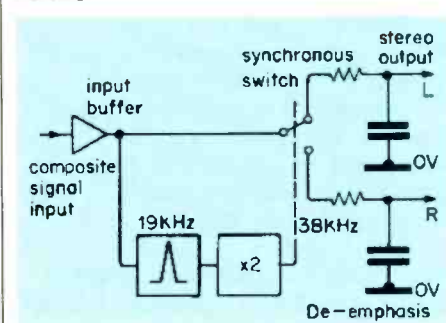 stereo
output
synchronous
switch
L
input
buffer
composite
signal
input
0V
19KHz
38KHz
R
x2
0V
De-emphasis